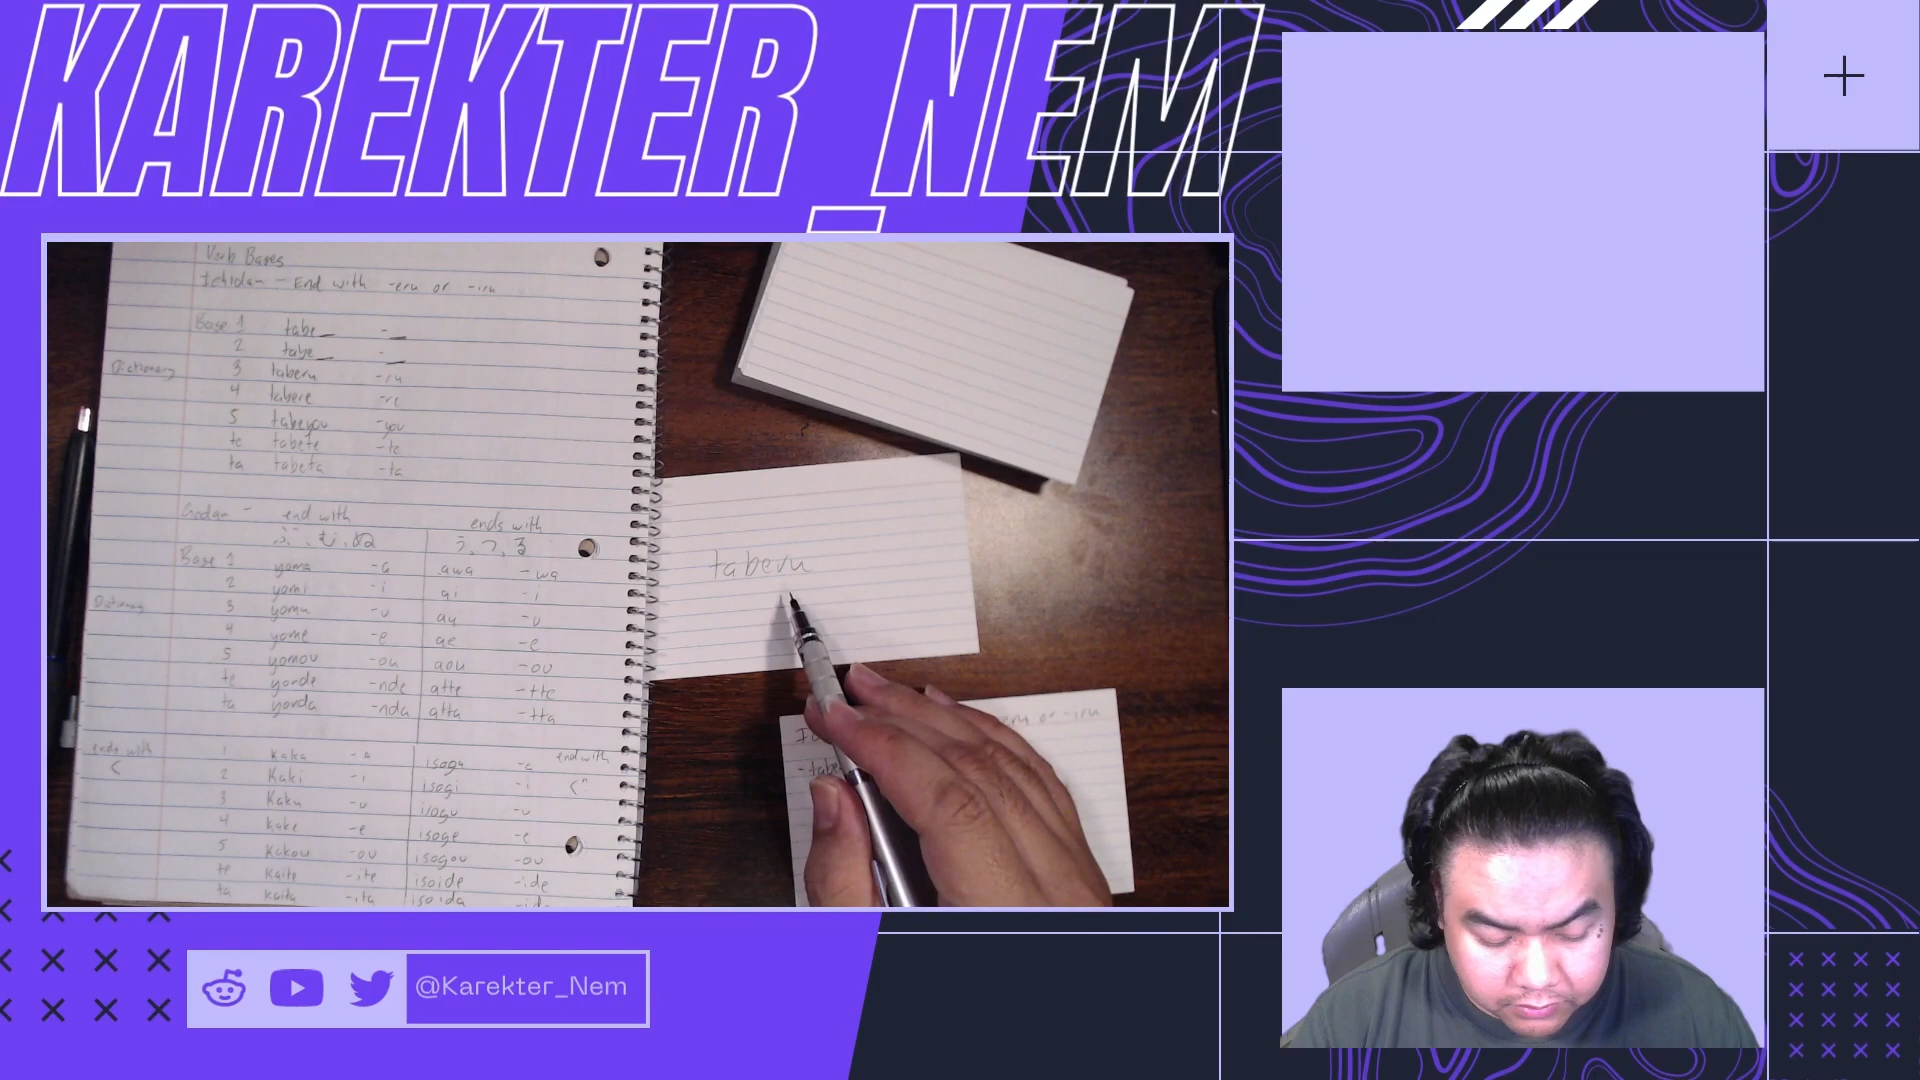 KAREKTER_NEM
Verb Bases
Ichidan - End with -eru or -iru
Base 1 tabe_ -_
2 tabe_ -_
Dictionary 3 taberu -ru
4 tabere -re
5 tabeyou -you
te tabete -te
ta tabeta -ta
Godan - end with
ぶ、む、ぬ
ends with
う、つ、る
Base 1 yoma -a
2 yomi -i
Dictionary 3 yomu -u
4 yome -e
5 yomou -ou
te yonde -nde
ta yonda -nda
awa -wa
ai -i
au -u
ae -e
aou -ou
atte -tte
atta -tta
ends with
く
1 kaka -a
2 Kaki -i
3 Kaku -u
4 kake -e
5 Kakou -ou
te Kaite -ite
ta kaita -ita
end with
ぐ
isoga -a
isogi -i
isogu -u
isoge -e
isogou -ou
isoide -ide
isoida
taberu
-eru or -iru
@Karekter_Nem